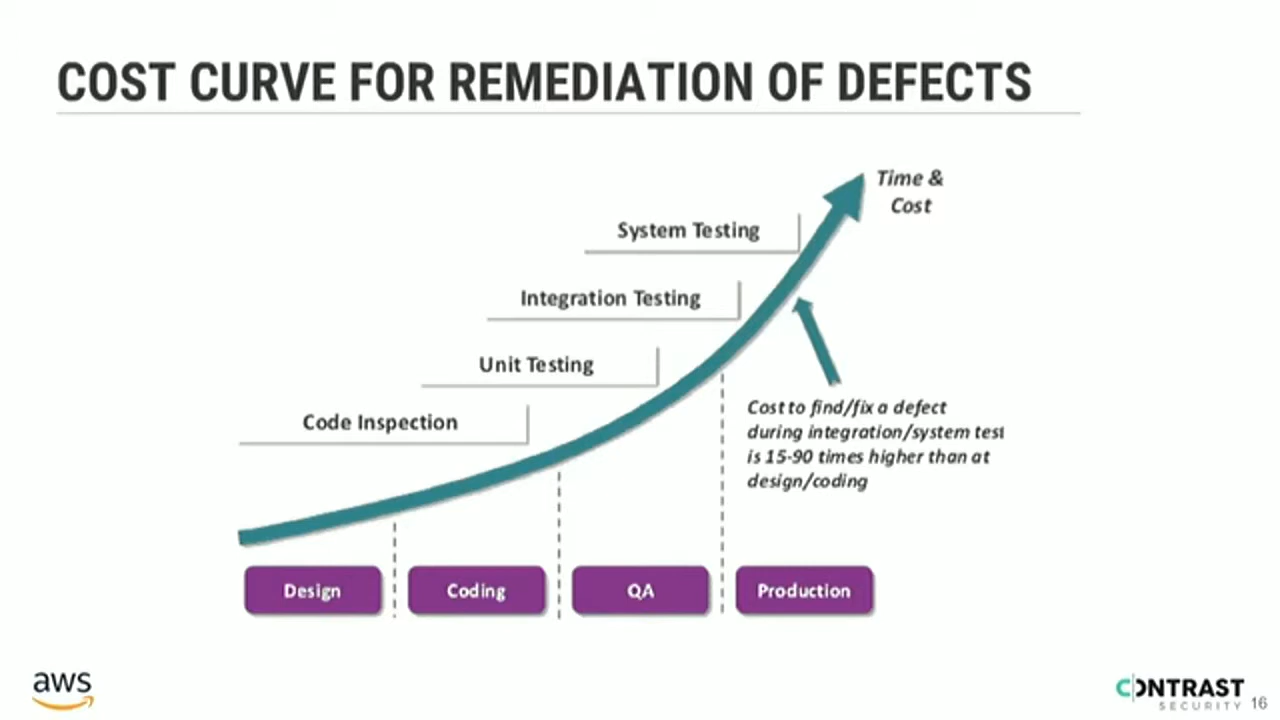 COST CURVE FOR REMEDIATION OF DEFECTS
Time &
Cost
System Testing
Integration Testing
Unit Testing
Code Inspection
Cost to find/fix a defect
during integration/system test
is 15-90 times higher than at
design/coding
Design
Coding
QA
Production
aws
CONTRAST
SECURITY
16